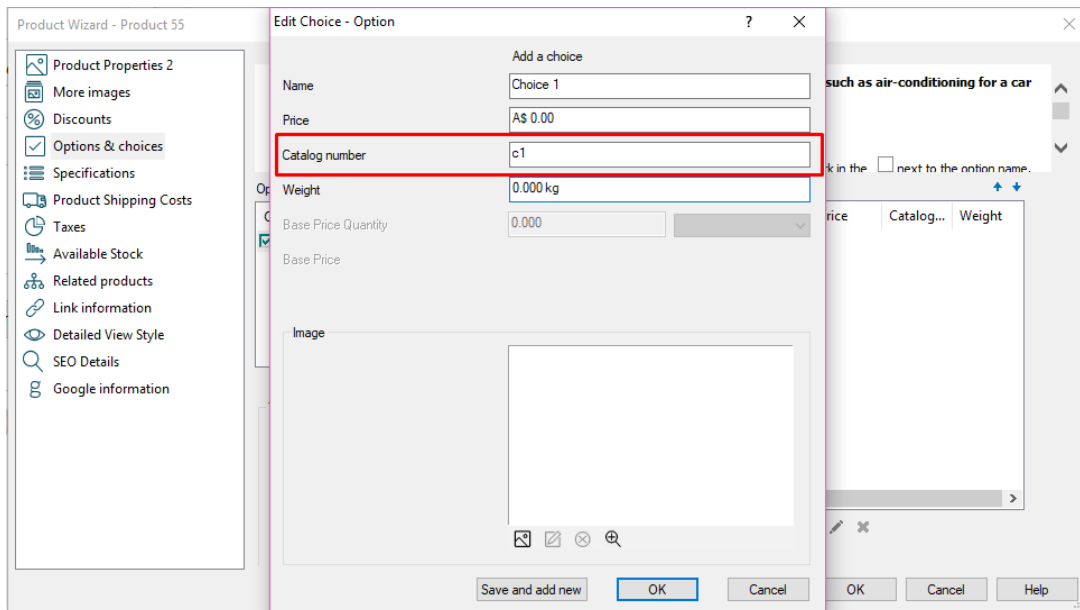 Product Wizard - Product 55
Product Properties 2
More images
Discounts
Options & choices
Specifications
Product Shipping Costs
Taxes
Available Stock
Related products
Link information
Detailed View Style
SEO Details
Google information
Edit Choice - Option
?
Add a choice
Name
Choice 1
Price
A$ 0.00
Catalog number
c1
Weight
0.000 kg
Base Price Quantity
0.000
Base Price
Image
Save and add new
OK
Cancel
such as air-conditioning for a car
in the
next to the option name.
rice
Catalog...
Weight
OK
Cancel
Help